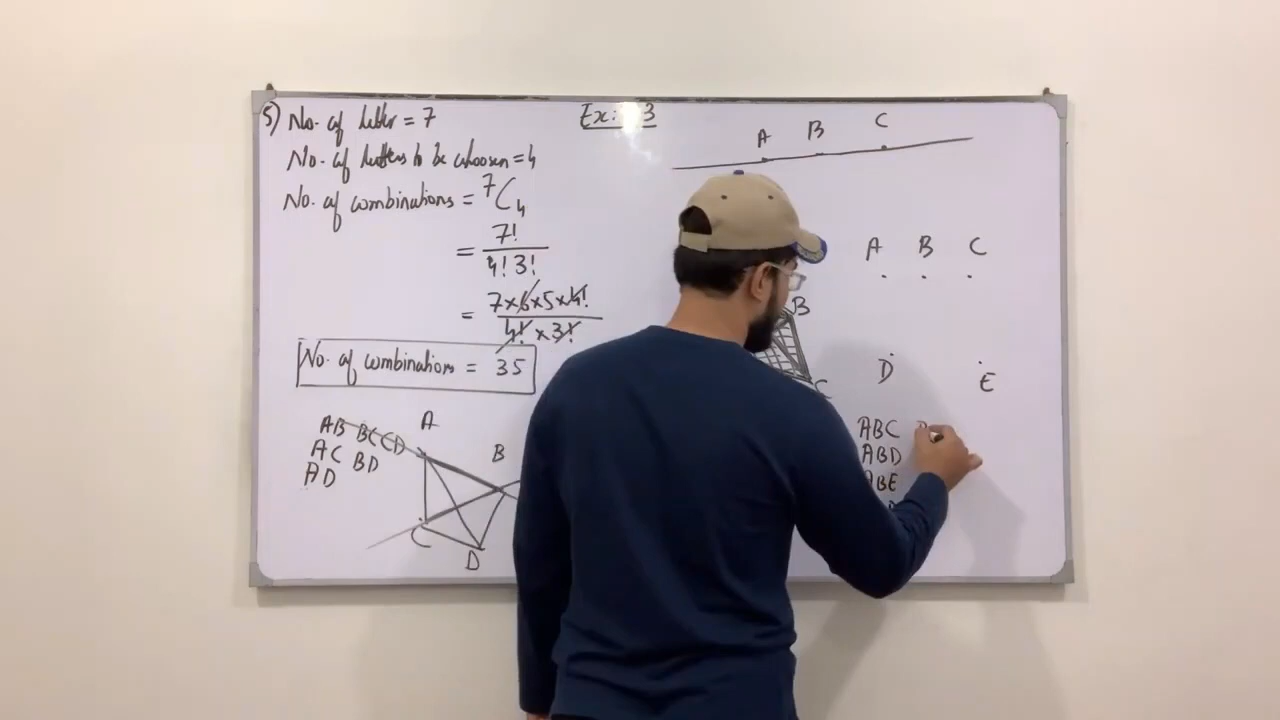 5) No. of letter = 7
No. of letters to be choosen = 4
No. of combinations = ⁷C₄
= 7! / 4! 3!
= 7×6×5×4! / 4! × 3!
No. of combinations = 35
AB BC CD
AC BD
AD
A
B
C
D
Ex: 3
A B C
B
C
A B C
D
E
ABC
ABD
ABE